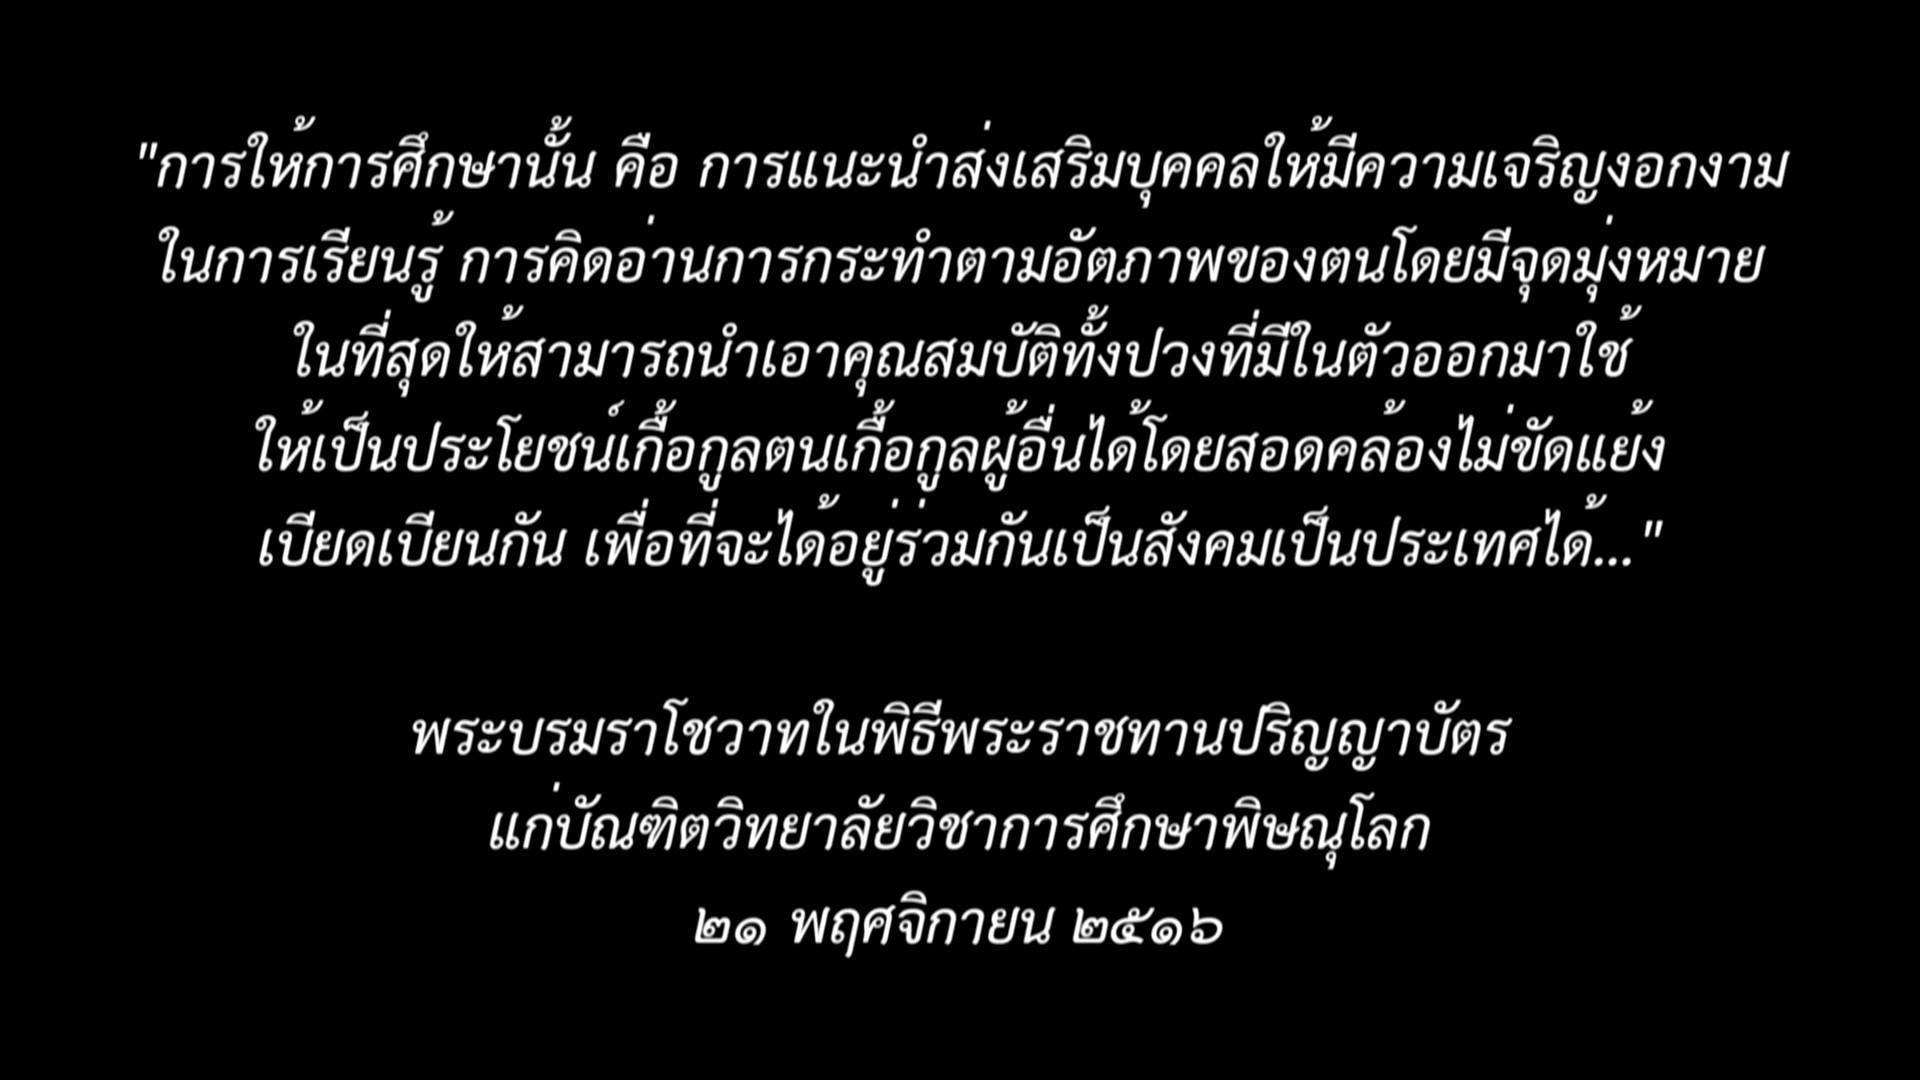 "การให้การศึกษานั้น คือ การแนะนำส่งเสริมบุคคลให้มีความเจริญงอกงาม
ในการเรียนรู้ การคิดอ่านการกระทำตามอัตภาพของตนโดยมีจุดมุ่งหมาย
ในที่สุดให้สามารถนำเอาคุณสมบัติทั้งปวงที่มีในตัวออกมาใช้
ให้เป็นประโยชน์เกื้อกูลตนเกื้อกูลผู้อื่นได้โดยสอดคล้องไม่ขัดแย้ง
เบียดเบียนกัน เพื่อที่จะได้อยู่ร่วมกันเป็นสังคมเป็นประเทศได้..."
พระบรมราโชวาทในพิธีพระราชทานปริญญาบัตร
แก่บัณฑิตวิทยาลัยวิชาการศึกษาพิษณุโลก
๒๑ พฤศจิกายน ๒๕๑๖